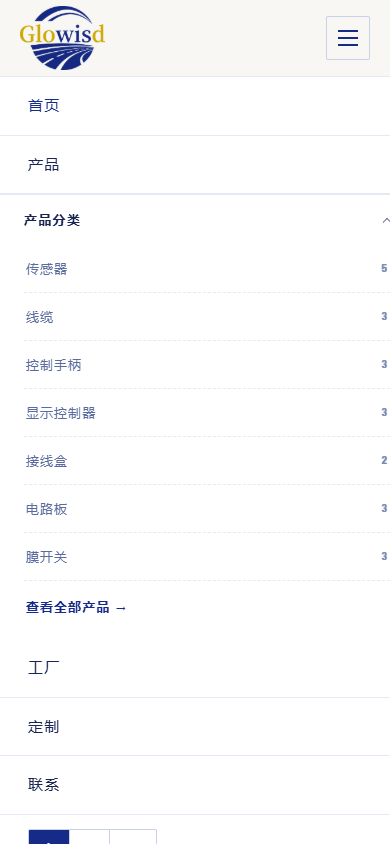 Glowisd
首页
产品
产品分类
传感器 5
线缆 3
控制手柄 3
显示控制器 3
接线盒 2
电路板 3
膜开关 3
查看全部产品 →
工厂
定制
联系